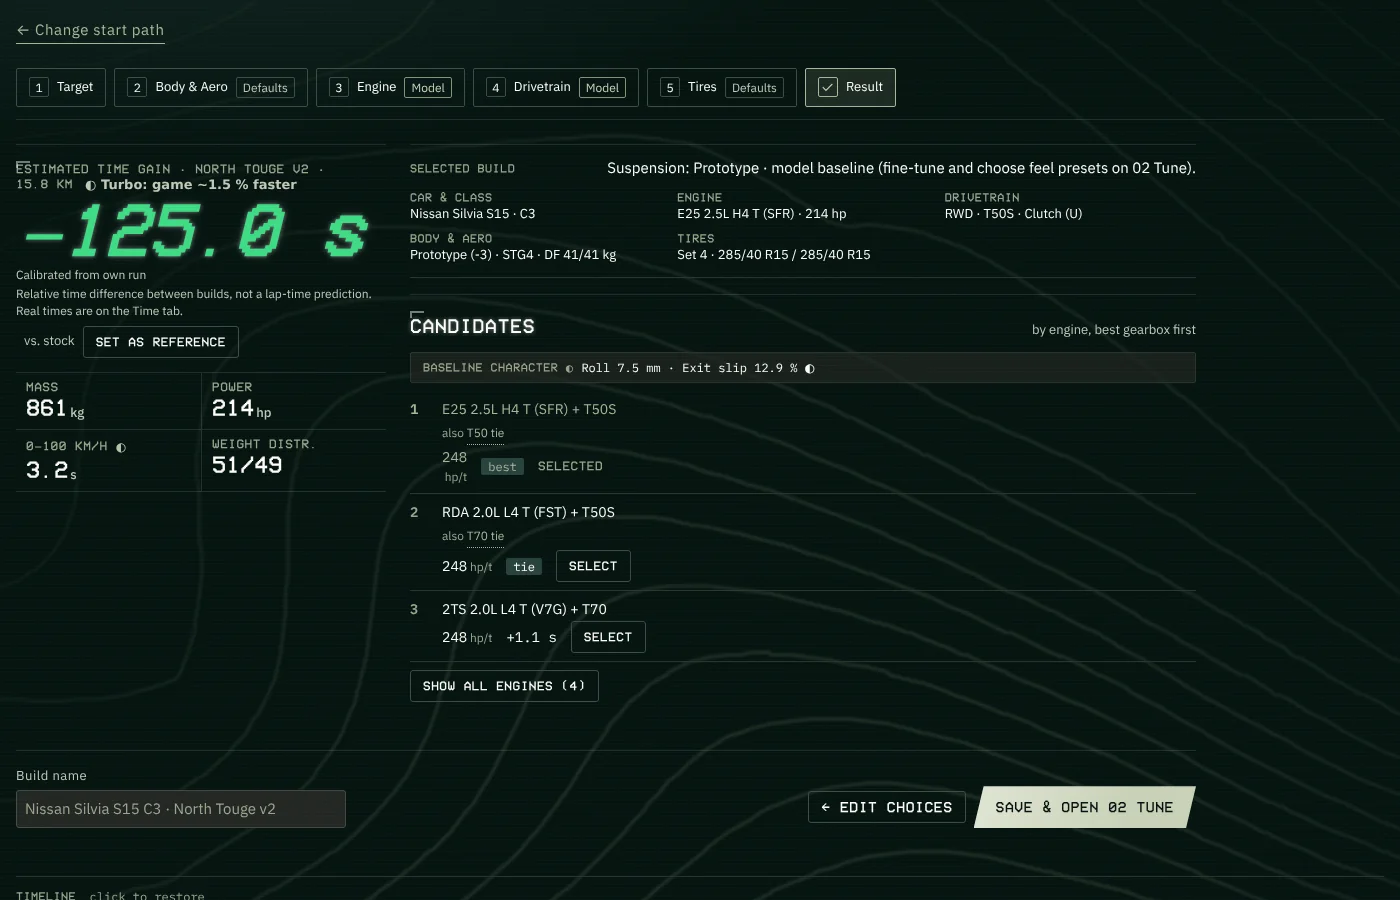 ← Change start path
1 Target
2 Body & Aero Defaults
3 Engine Model
4 Drivetrain Model
5 Tires Defaults
Result
ESTIMATED TIME GAIN · NORTH TOUGE V2 ·
15.8 KM ◐ Turbo: game ~1.5 % faster
−125.0 s
Calibrated from own run
Relative time difference between builds, not a lap-time prediction.
Real times are on the Time tab.
vs. stock SET AS REFERENCE
MASS
861 kg
POWER
214 hp
0–100 KM/H ◐
3.2 s
WEIGHT DISTR.
51/49
SELECTED BUILD
Suspension: Prototype · model baseline (fine-tune and choose feel presets on 02 Tune).
CAR & CLASS
Nissan Silvia S15 · C3
ENGINE
E25 2.5L H4 T (SFR) · 214 hp
DRIVETRAIN
RWD · T50S · Clutch (U)
BODY & AERO
Prototype (-3) · STG4 · DF 41/41 kg
TIRES
Set 4 · 285/40 R15 / 285/40 R15
CANDIDATES
by engine, best gearbox first
BASELINE CHARACTER ◐ Roll 7.5 mm · Exit slip 12.9 % ◐
1 E25 2.5L H4 T (SFR) + T50S
also T50 tie
248
hp/t
best SELECTED
2 RDA 2.0L L4 T (FST) + T50S
also T70 tie
248 hp/t tie SELECT
3 2TS 2.0L L4 T (V7G) + T70
248 hp/t +1.1 s SELECT
SHOW ALL ENGINES (4)
Build name
Nissan Silvia S15 C3 · North Touge v2
← EDIT CHOICES
SAVE & OPEN 02 TUNE
TIMELINE click to restore